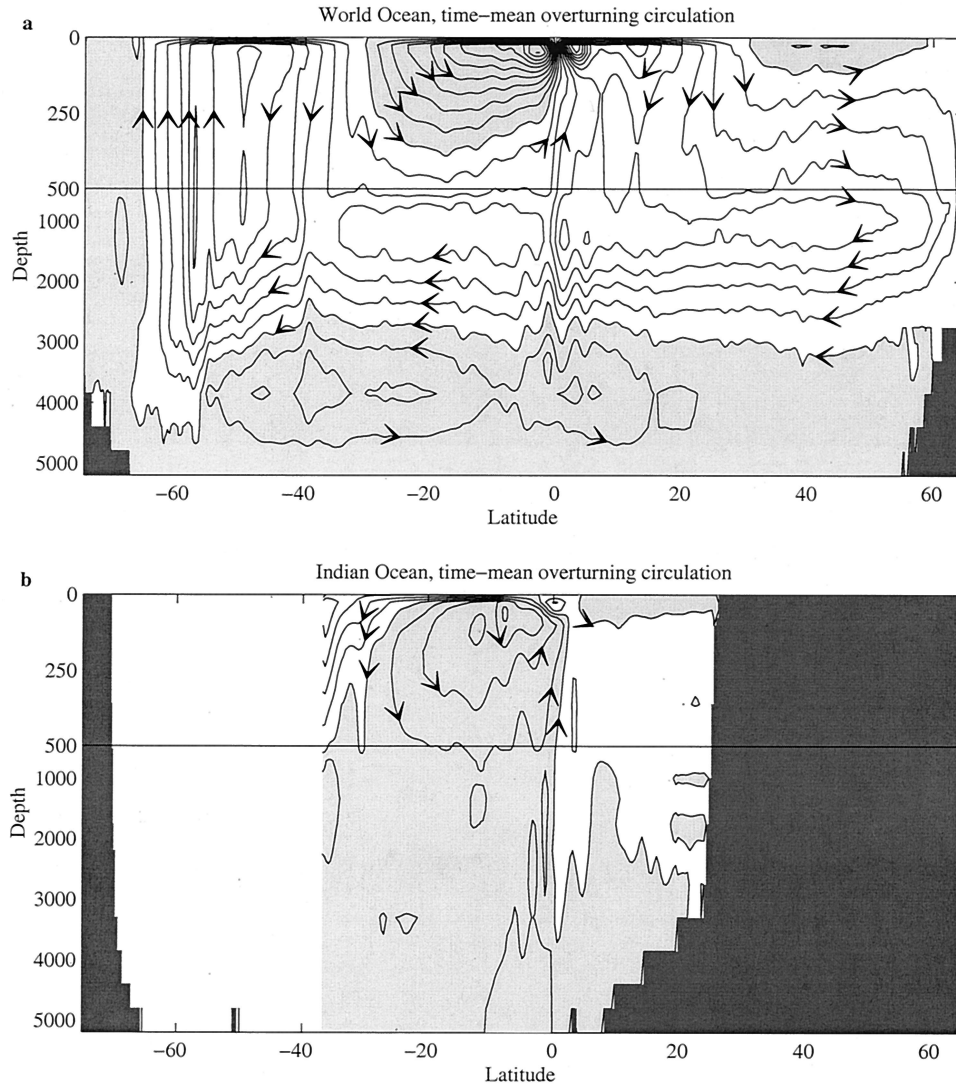 a
World Ocean, time−mean overturning circulation
0
250
500
1000
2000
3000
4000
5000
Depth
−60 −40 −20 0 20 40 60
Latitude
b
Indian Ocean, time−mean overturning circulation
0
250
500
1000
2000
3000
4000
5000
Depth
−60 −40 −20 0 20 40 60
Latitude